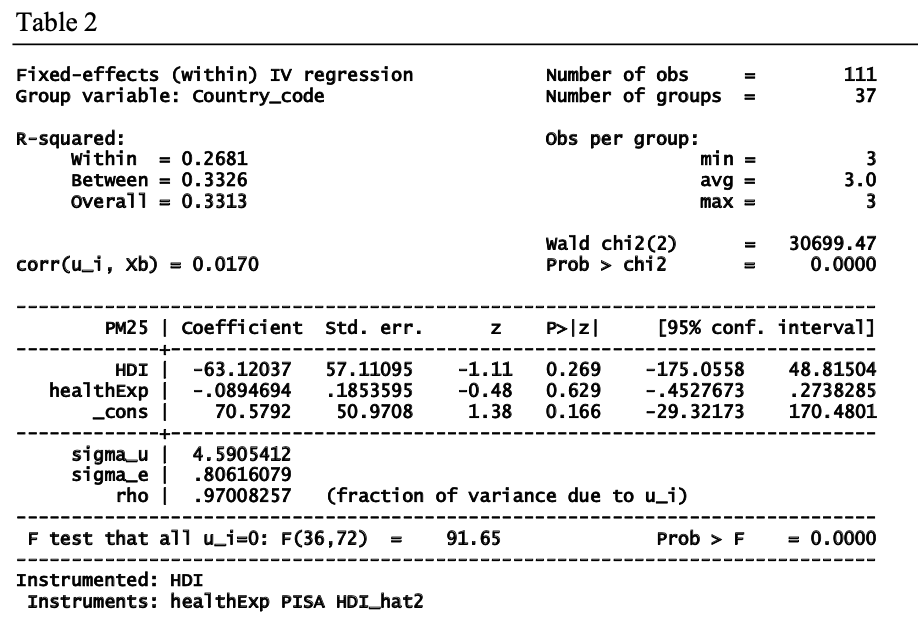 Table 2
Fixed-effects (within) IV regression Number of obs = 111
Group variable: Country_code Number of groups = 37
R-squared: Obs per group:
Within = 0.2681 min = 3
Between = 0.3326 avg = 3.0
Overall = 0.3313 max = 3
Wald chi2(2) = 30699.47
corr(u_i, Xb) = 0.0170 Prob > chi2 = 0.0000
------------------------------------------------------------------------------
PM25 | Coefficient Std. err. z P>|z| [95% conf. interval]
-------------+----------------------------------------------------------------
HDI | -63.12037 57.11095 -1.11 0.269 -175.0558 48.81504
healthExp | -.0894694 .1853595 -0.48 0.629 -.4527673 .2738285
_cons | 70.5792 50.9708 1.38 0.166 -29.32173 170.4801
-------------+----------------------------------------------------------------
sigma_u | 4.5905412
sigma_e | .80616079
rho | .97008257 (fraction of variance due to u_i)
------------------------------------------------------------------------------
F test that all u_i=0: F(36,72) = 91.65 Prob > F = 0.0000
------------------------------------------------------------------------------
Instrumented: HDI
Instruments: healthExp PISA HDI_hat2